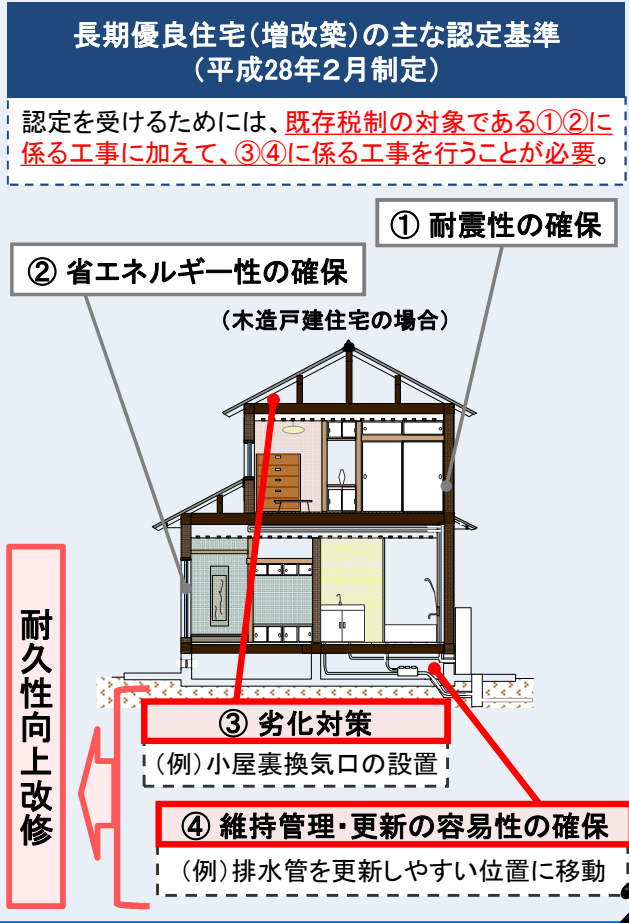 長期優良住宅（増改築）の主な認定基準
（平成28年２月制定）
認定を受けるためには、既存税制の対象である①②に
係る工事に加えて、③④に係る工事を行うことが必要。
① 耐震性の確保
② 省エネルギー性の確保
（木造戸建住宅の場合）
耐久性向上改修
③ 劣化対策
（例）小屋裏換気口の設置
④ 維持管理・更新の容易性の確保
（例）排水管を更新しやすい位置に移動